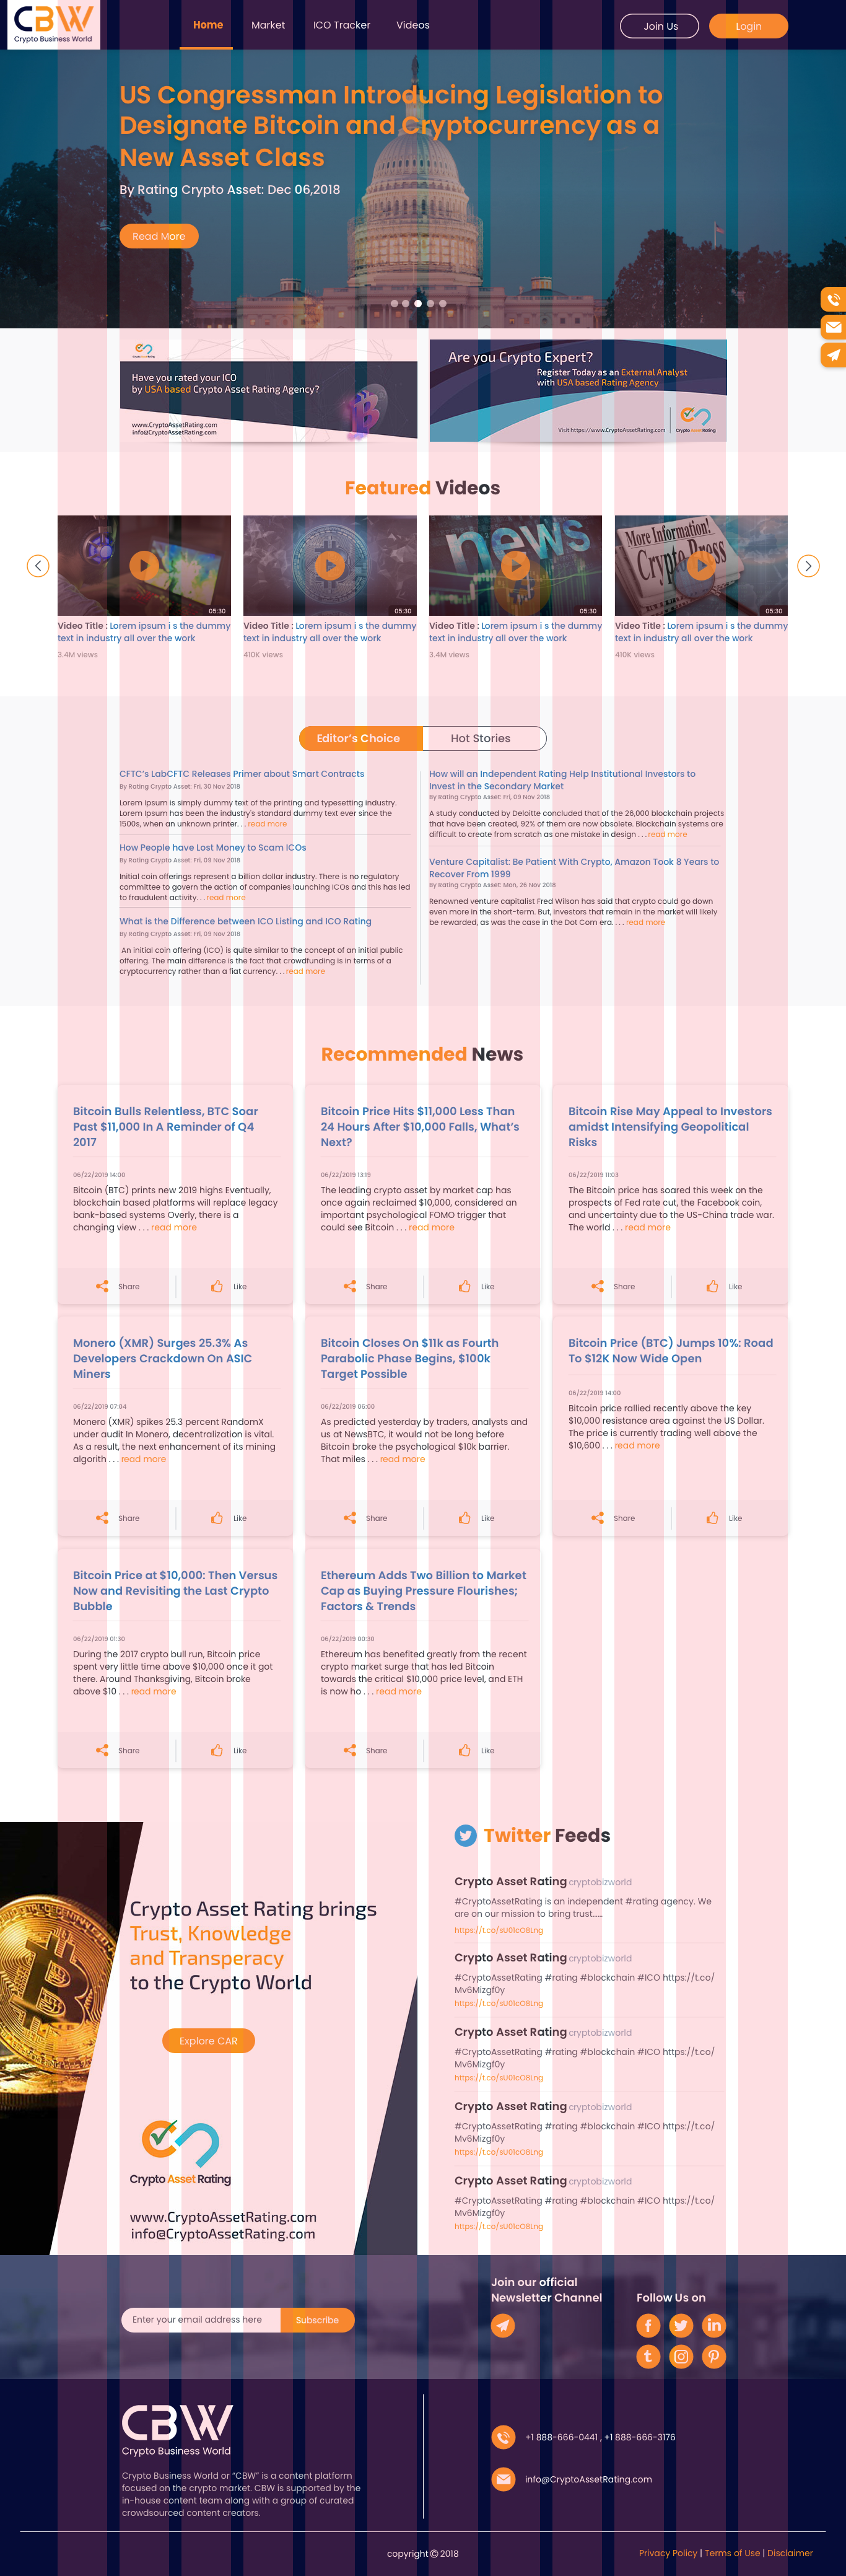 CBW
Crypto Business World
Home
Market
ICO Tracker
Videos
Join Us
Login
US Congressman Introducing Legislation to
Designate Bitcoin and Cryptocurrency as a
New Asset Class
By Rating Crypto Asset: Dec 06,2018
Read More
Crypto Asset Rating
Have you rated your ICO
by USA based Crypto Asset Rating Agency?
www.CryptoAssetRating.com
info@CryptoAssetRating.com
Are you Crypto Expert?
Register Today as an External Analyst
with USA based Rating Agency
Visit https://www.CryptoAssetRating.com
Crypto Asset Rating
Featured Videos
news
More Information!
Crypto Press
05:30
05:30
05:30
05:30
Video Title : Lorem ipsum i s the dummy
text in industry all over the work
3.4M views
Video Title : Lorem ipsum i s the dummy
text in industry all over the work
410K views
Video Title : Lorem ipsum i s the dummy
text in industry all over the work
3.4M views
Video Title : Lorem ipsum i s the dummy
text in industry all over the work
410K views
Editor's Choice
Hot Stories
CFTC's LabCFTC Releases Primer about Smart Contracts
By Rating Crypto Asset: Fri, 30 Nov 2018
Lorem Ipsum is simply dummy text of the printing and typesetting industry.
Lorem Ipsum has been the industry's standard dummy text ever since the
1500s, when an unknown printer. . . read more
How People have Lost Money to Scam ICOs
By Rating Crypto Asset: Fri, 09 Nov 2018
Initial coin offerings represent a billion dollar industry. There is no regulatory
committee to govern the action of companies launching ICOs and this has led
to fraudulent activity. . . read more
What is the Difference between ICO Listing and ICO Rating
By Rating Crypto Asset: Fri, 09 Nov 2018
An initial coin offering (ICO) is quite similar to the concept of an initial public
offering. The main difference is the fact that crowdfunding is in terms of a
cryptocurrency rather than a fiat currency. . . read more
How will an Independent Rating Help Institutional Investors to
Invest in the Secondary Market
By Rating Crypto Asset: Fri, 09 Nov 2018
A study conducted by Deloitte concluded that of the 26,000 blockchain projects
that have been created, 92% of them are now obsolete. Blockchain systems are
difficult to create from scratch as one mistake in design . . . read more
Venture Capitalist: Be Patient With Crypto, Amazon Took 8 Years to
Recover From 1999
By Rating Crypto Asset: Mon, 26 Nov 2018
Renowned venture capitalist Fred Wilson has said that crypto could go down
even more in the short-term. But, investors that remain in the market will likely
be rewarded, as was the case in the Dot Com era. . . . read more
Recommended News
Bitcoin Bulls Relentless, BTC Soar
Past $11,000 In A Reminder of Q4
2017
06/22/2019 14:00
Bitcoin (BTC) prints new 2019 highs Eventually,
blockchain based platforms will replace legacy
bank-based systems Overly, there is a
changing view . . . read more
Share
Like
Bitcoin Price Hits $11,000 Less Than
24 Hours After $10,000 Falls, What's
Next?
06/22/2019 13:19
The leading crypto asset by market cap has
once again reclaimed $10,000, considered an
important psychological FOMO trigger that
could see Bitcoin . . . read more
Share
Like
Bitcoin Rise May Appeal to Investors
amidst Intensifying Geopolitical
Risks
06/22/2019 11:03
The Bitcoin price has soared this week on the
prospects of Fed rate cut, the Facebook coin,
and uncertainty due to the US-China trade war.
The world . . . read more
Share
Like
Monero (XMR) Surges 25.3% As
Developers Crackdown On ASIC
Miners
06/22/2019 07:04
Monero (XMR) spikes 25.3 percent RandomX
under audit In Monero, decentralization is vital.
As a result, the next enhancement of its mining
algorith . . . read more
Share
Like
Bitcoin Closes On $11k as Fourth
Parabolic Phase Begins, $100k
Target Possible
06/22/2019 06:00
As predicted yesterday by traders, analysts and
us at NewsBTC, it would not be long before
Bitcoin broke the psychological $10k barrier.
That miles . . . read more
Share
Like
Bitcoin Price (BTC) Jumps 10%: Road
To $12K Now Wide Open
06/22/2019 14:00
Bitcoin price rallied recently above the key
$10,000 resistance area against the US Dollar.
The price is currently trading well above the
$10,600 . . . read more
Share
Like
Bitcoin Price at $10,000: Then Versus
Now and Revisiting the Last Crypto
Bubble
06/22/2019 01:30
During the 2017 crypto bull run, Bitcoin price
spent very little time above $10,000 once it got
there. Around Thanksgiving, Bitcoin broke
above $10 . . . read more
Share
Like
Ethereum Adds Two Billion to Market
Cap as Buying Pressure Flourishes;
Factors & Trends
06/22/2019 00:30
Ethereum has benefited greatly from the recent
crypto market surge that has led Bitcoin
towards the critical $10,000 price level, and ETH
is now ho . . . read more
Share
Like
Crypto Asset Rating brings
Trust, Knowledge
and Transperacy
to the Crypto World
Explore CAR
Crypto Asset Rating
www.CryptoAssetRating.com
info@CryptoAssetRating.com
Twitter Feeds
Crypto Asset Rating cryptobizworld
#CryptoAssetRating is an independent #rating agency. We
are on our mission to bring trust.....
https://t.co/sU01cO8Lng
Crypto Asset Rating cryptobizworld
#CryptoAssetRating #rating #blockchain #ICO https://t.co/
Mv6Mizgf0y
https://t.co/sU01cO8Lng
Crypto Asset Rating cryptobizworld
#CryptoAssetRating #rating #blockchain #ICO https://t.co/
Mv6Mizgf0y
https://t.co/sU01cO8Lng
Crypto Asset Rating cryptobizworld
#CryptoAssetRating #rating #blockchain #ICO https://t.co/
Mv6Mizgf0y
https://t.co/sU01cO8Lng
Crypto Asset Rating cryptobizworld
#CryptoAssetRating #rating #blockchain #ICO https://t.co/
Mv6Mizgf0y
https://t.co/sU01cO8Lng
Enter your email address here
Subscribe
Join our official
Newsletter Channel
Follow Us on
CBW
Crypto Business World
Crypto Business World or "CBW" is a content platform
focused on the crypto market. CBW is supported by the
in-house content team along with a group of curated
crowdsourced content creators.
+1 888-666-0441 , +1 888-666-3176
info@CryptoAssetRating.com
copyright © 2018
Privacy Policy | Terms of Use | Disclaimer